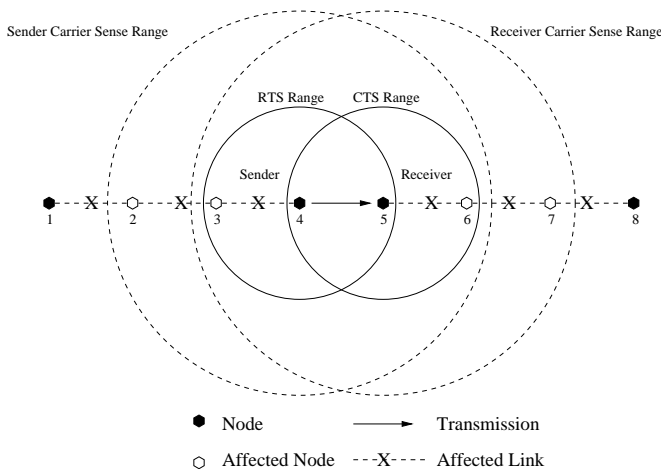 Sender Carrier Sense Range
Receiver Carrier Sense Range
RTS Range
CTS Range
Sender
Receiver
X X X X X X
1 2 3 4 5 6 7 8
Node
Transmission
Affected Node
X Affected Link